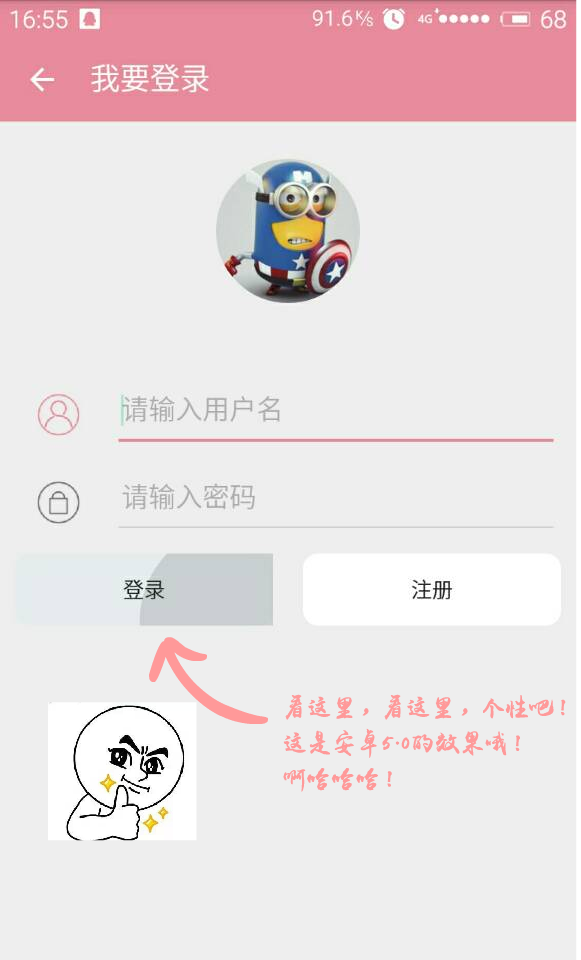 16:55 91.6K/s 4G 68
我要登录
请输入用户名
请输入密码
登录 注册
看这里，看这里，个性吧！
这是安卓5.0的效果哦！
啊哈哈哈！